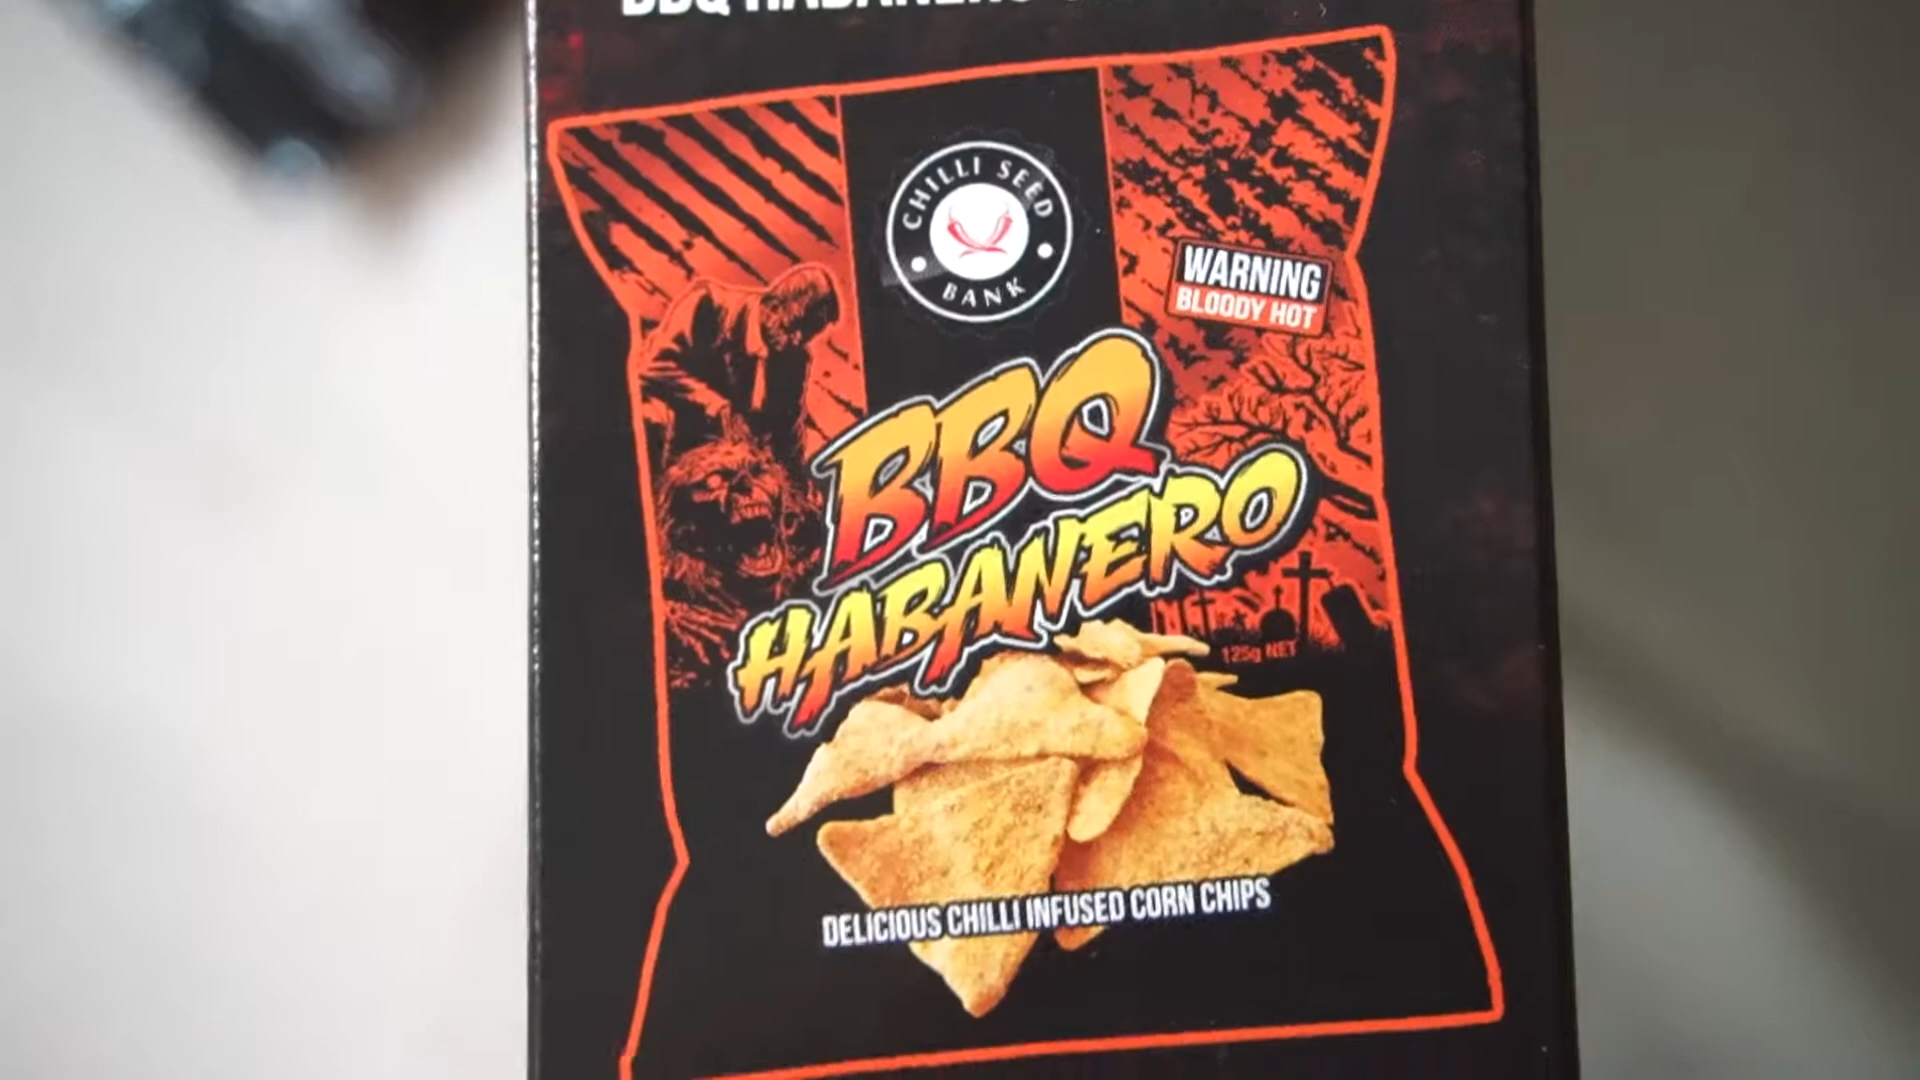 BBQ HABANERO
CHILLI SEED
BANK
WARNING
BLOODY HOT
BBQ
HABANERO
125g NET
DELICIOUS CHILLI INFUSED CORN CHIPS